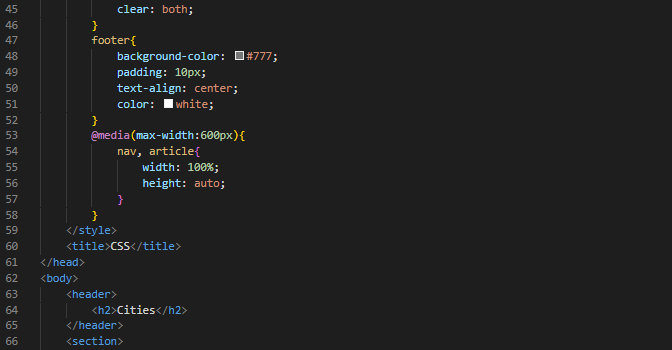 45 clear: both;
46 }
47 footer{
48 background-color: #777;
49 padding: 10px;
50 text-align: center;
51 color: white;
52 }
53 @media(max-width:600px){
54 nav, article{
55 width: 100%;
56 height: auto;
57 }
58 }
59 </style>
60 <title>CSS</title>
61 </head>
62 <body>
63 <header>
64 <h2>Cities</h2>
65 </header>
66 <section>